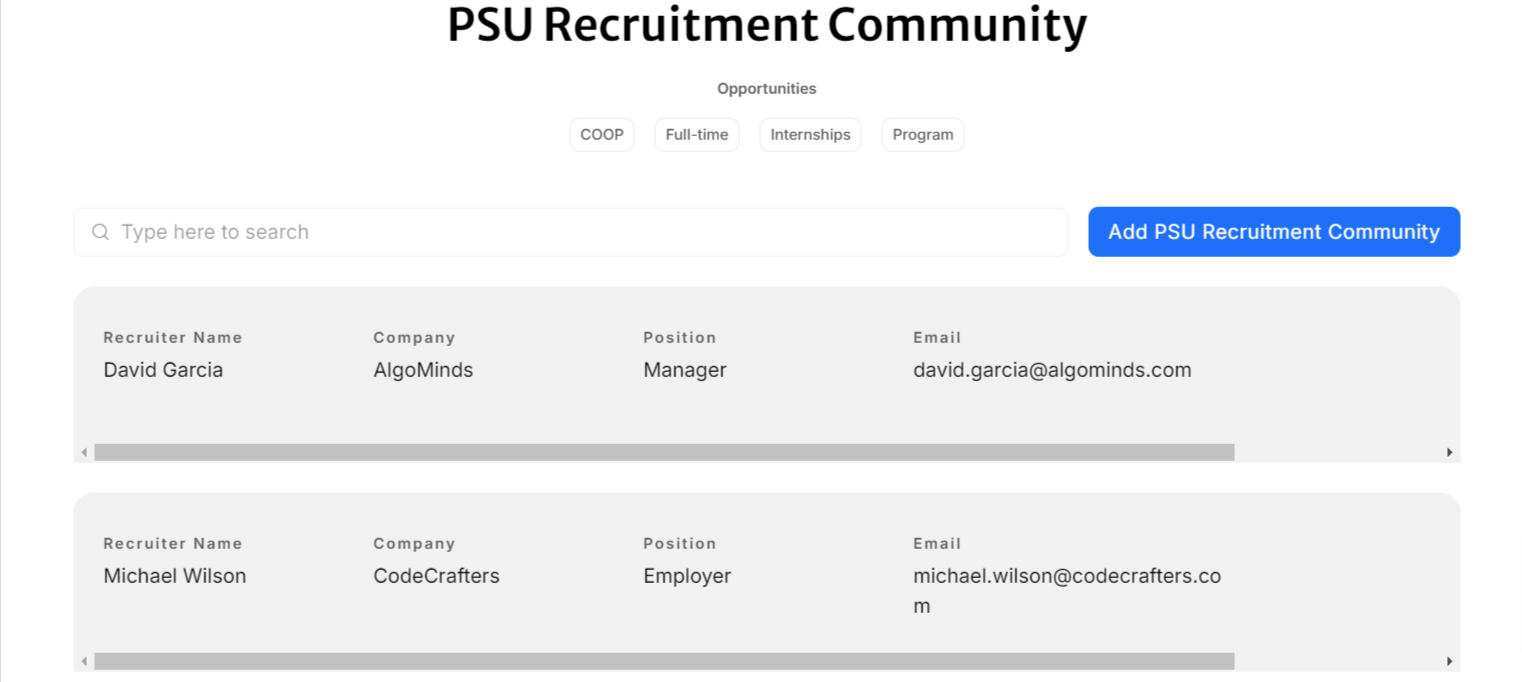 PSU Recruitment Community
Opportunities
COOP Full-time Internships Program
Type here to search Add PSU Recruitment Community
Recruiter Name Company Position Email
David Garcia AlgoMinds Manager david.garcia@algominds.com
Recruiter Name Company Position Email
Michael Wilson CodeCrafters Employer michael.wilson@codecrafters.co
m